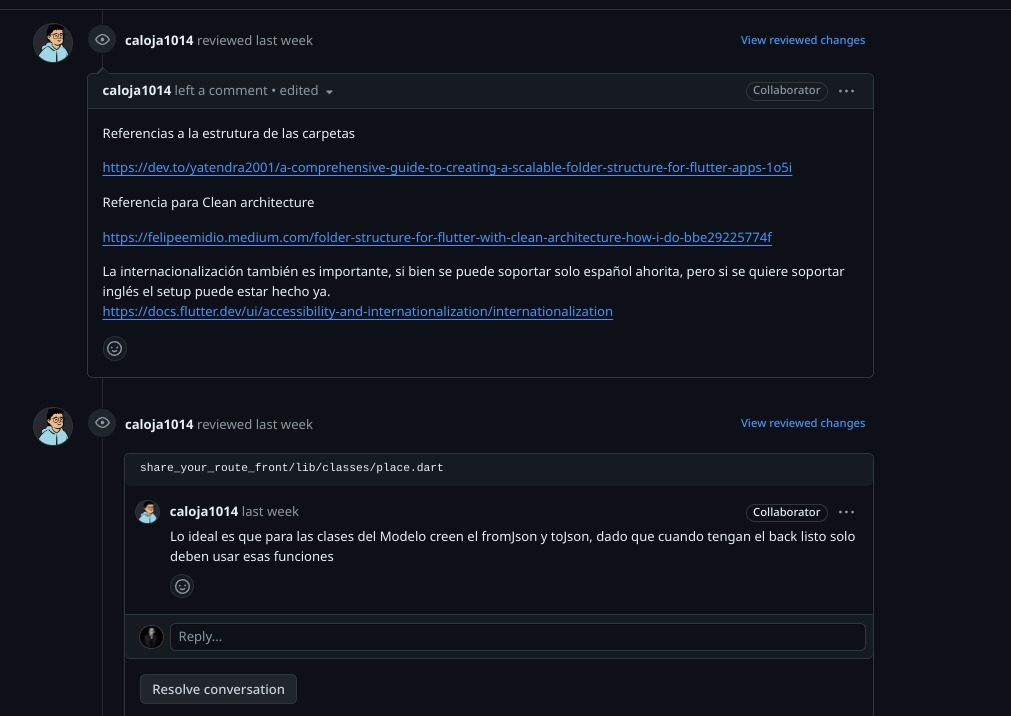 caloja1014 reviewed last week
View reviewed changes
caloja1014 left a comment • edited
Collaborator
Referencias a la estrutura de las carpetas
https://dev.to/yatendra2001/a-comprehensive-guide-to-creating-a-scalable-folder-structure-for-flutter-apps-1o5i
Referencia para Clean architecture
https://felipeemidio.medium.com/folder-structure-for-flutter-with-clean-architecture-how-i-do-bbe29225774f
La internacionalización también es importante, si bien se puede soportar solo español ahorita, pero si se quiere soportar
inglés el setup puede estar hecho ya.
https://docs.flutter.dev/ui/accessibility-and-internationalization/internationalization
caloja1014 reviewed last week
View reviewed changes
share_your_route_front/lib/classes/place.dart
caloja1014 last week
Collaborator
Lo ideal es que para las clases del Modelo creen el fromJson y toJson, dado que cuando tengan el back listo solo
deben usar esas funciones
Reply...
Resolve conversation